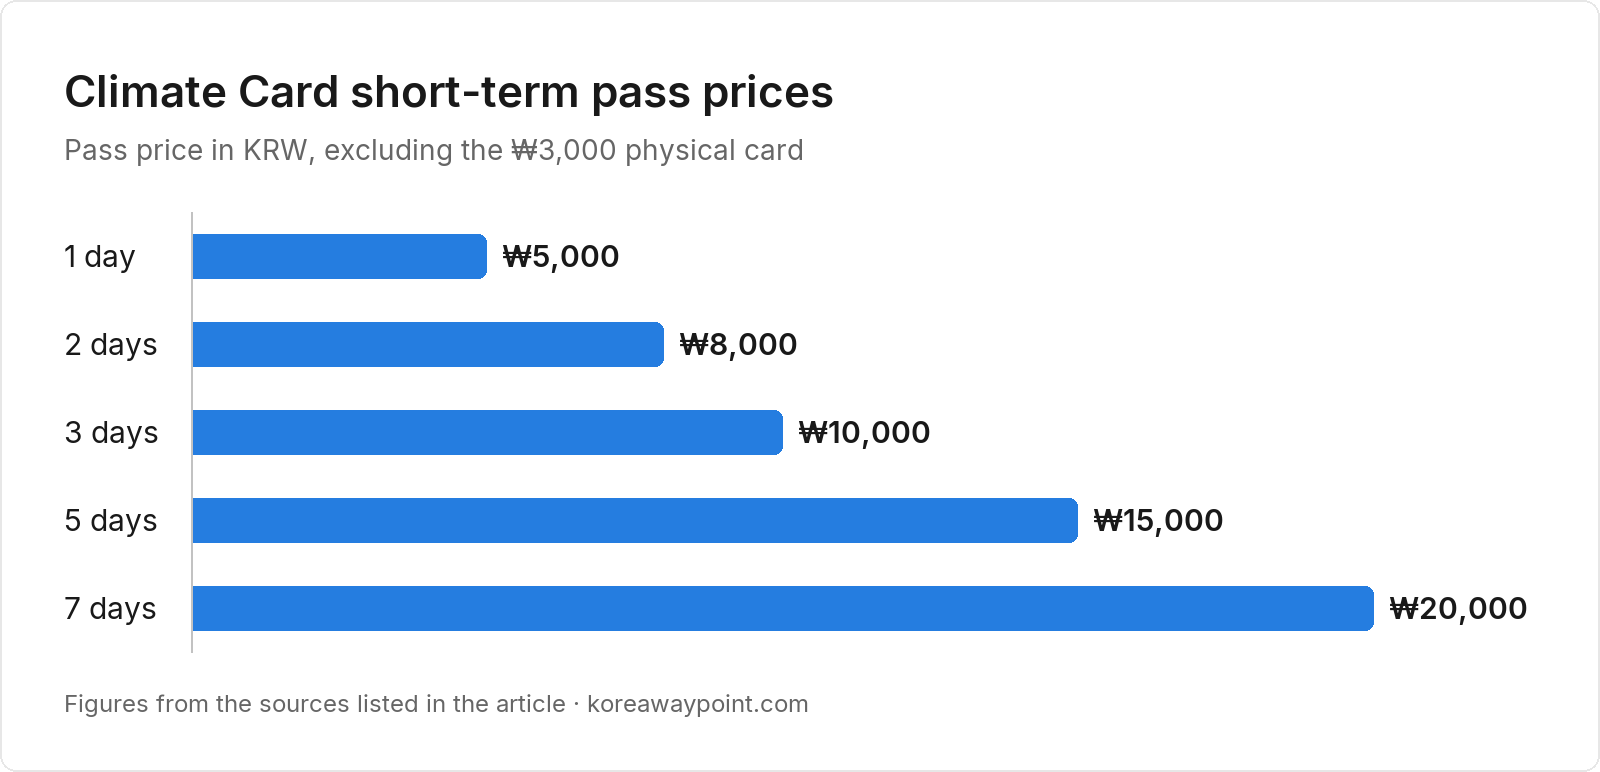 Climate Card short-term pass prices
Pass price in KRW, excluding the ₩3,000 physical card
1 day ₩5,000
2 days ₩8,000
3 days ₩10,000
5 days ₩15,000
7 days ₩20,000
Figures from the sources listed in the article · koreawaypoint.com